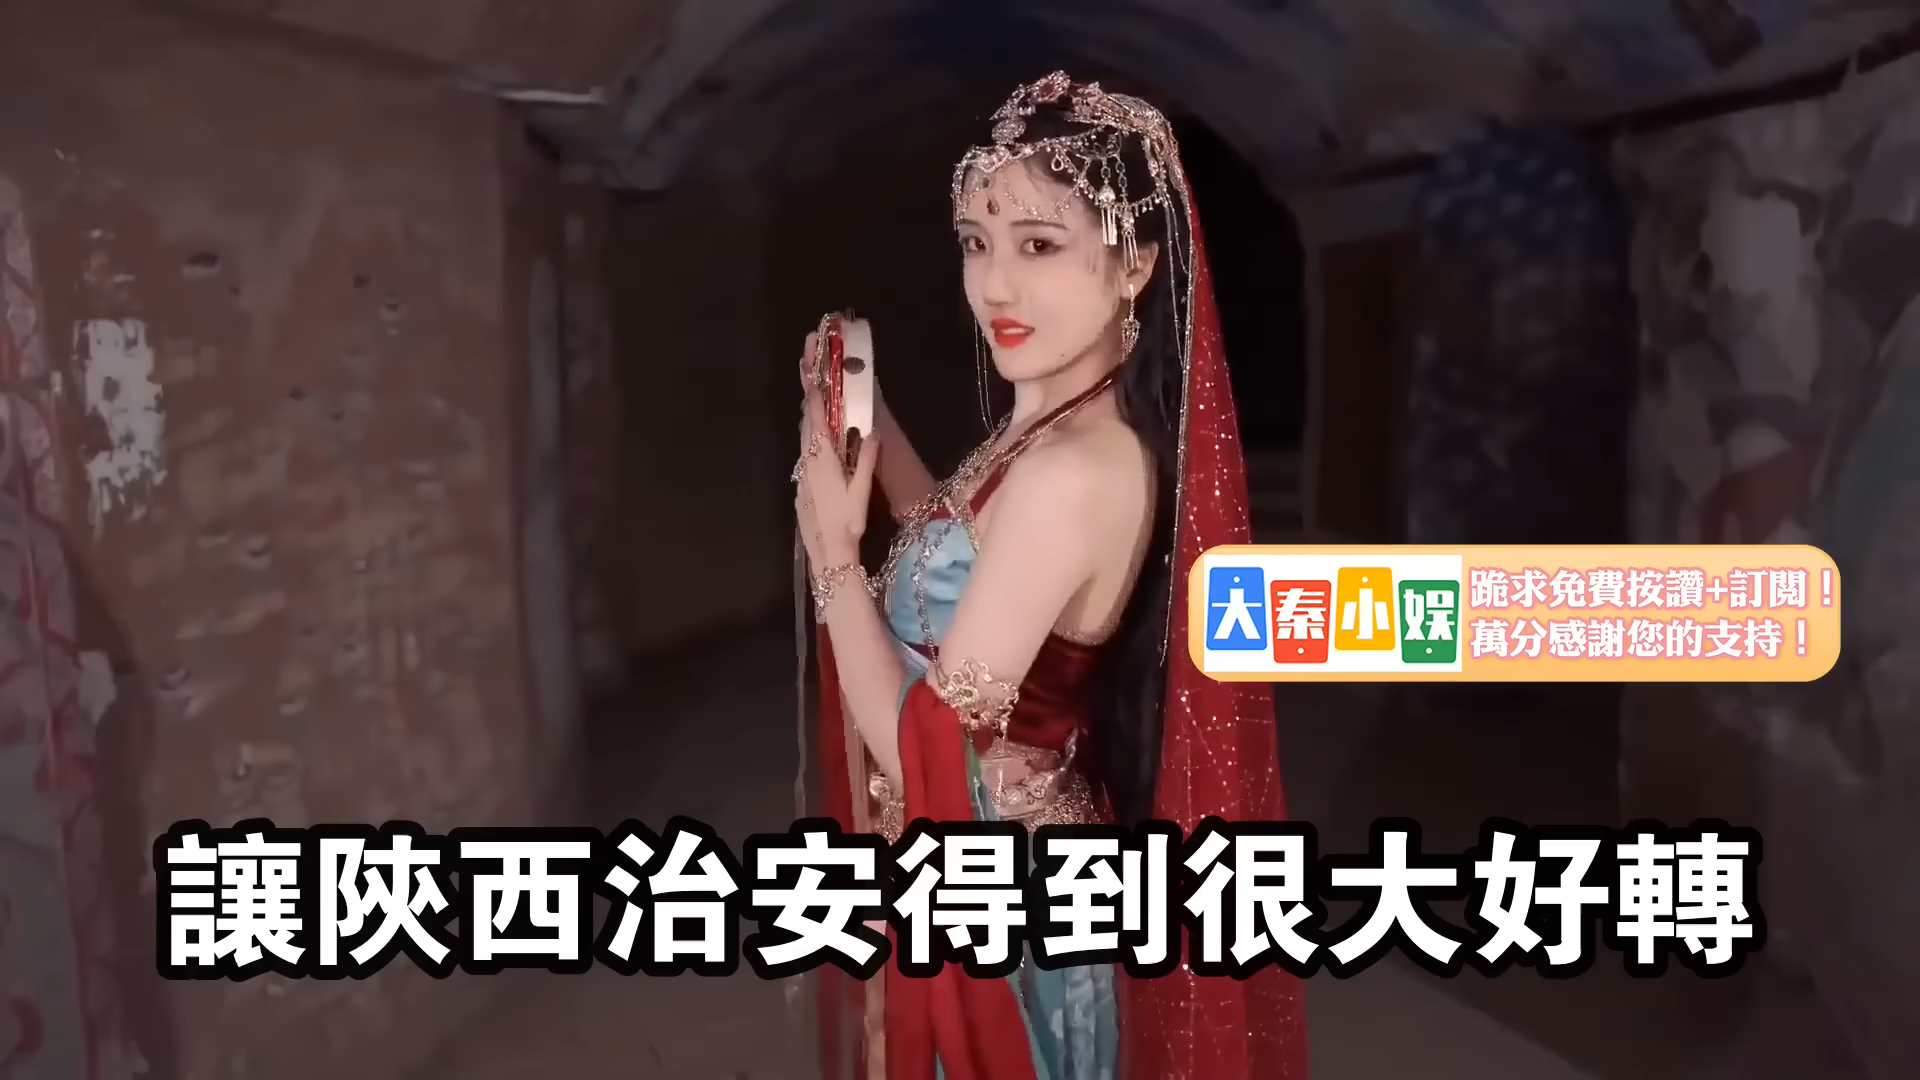 大秦小娱
跪求免費按讚+訂閱！
萬分感謝您的支持！
讓陝西治安得到很大好轉